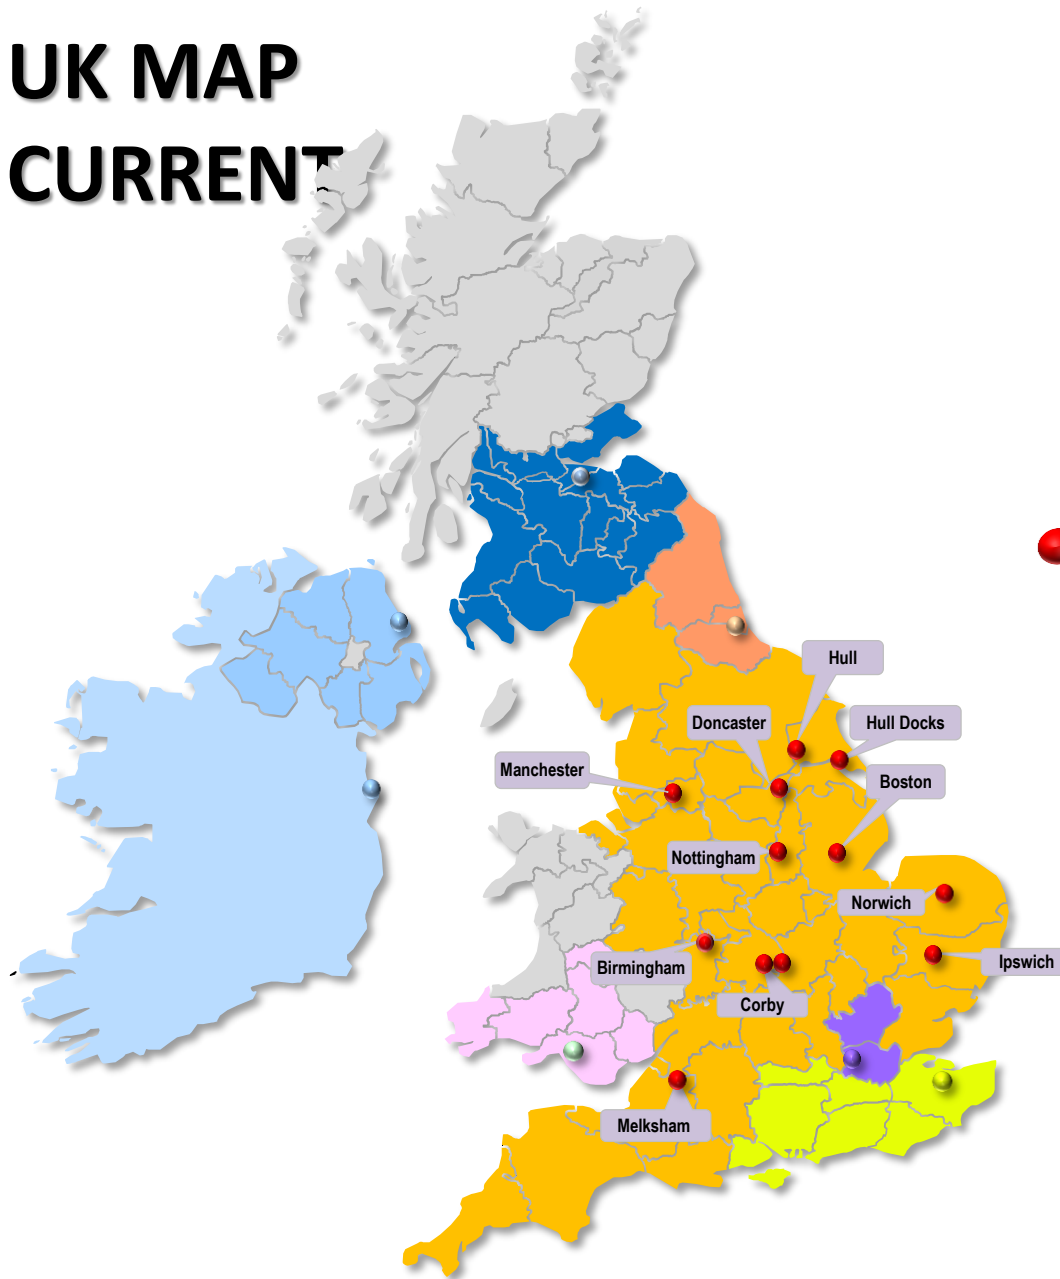 UK MAP
CURRENT
Hull
Doncaster
Hull Docks
Manchester
Boston
Nottingham
Norwich
Birmingham
Ipswich
Corby
Melksham